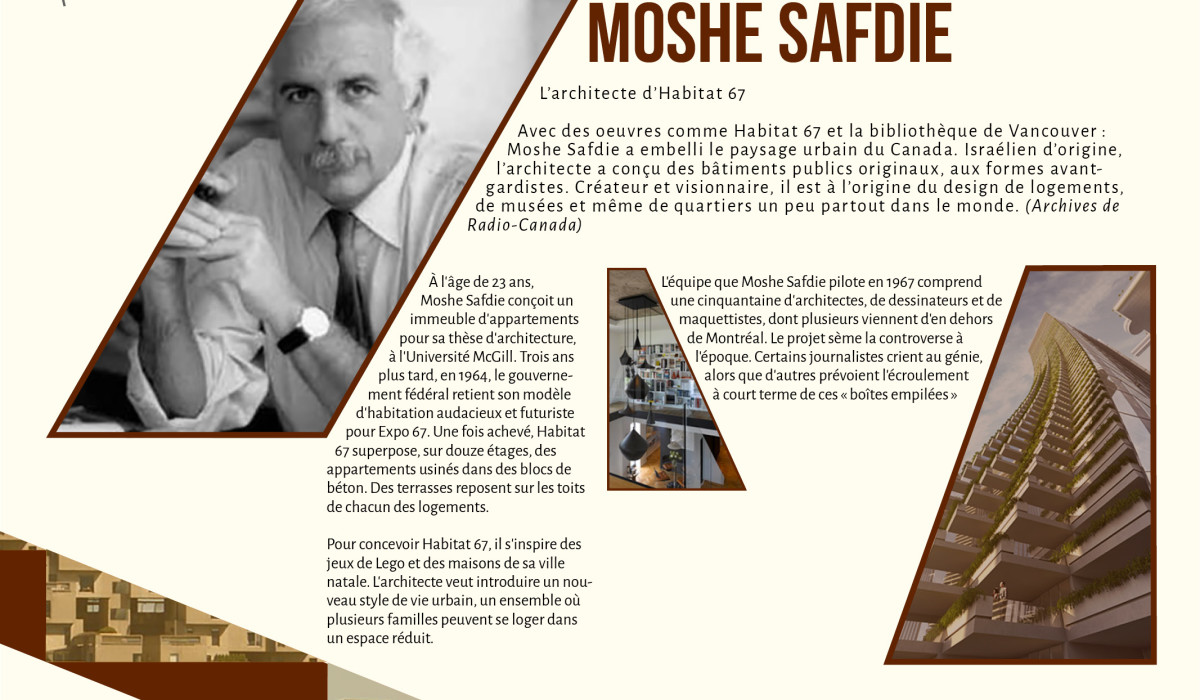 MOSHE SAFDIE
L’architecte d’Habitat 67
Avec des oeuvres comme Habitat 67 et la bibliothèque de Vancouver :
Moshe Safdie a embelli le paysage urbain du Canada. Israélien d’origine,
l’architecte a conçu des bâtiments publics originaux, aux formes avant-
gardistes. Créateur et visionnaire, il est à l’origine du design de logements,
de musées et même de quartiers un peu partout dans le monde. (Archives de
Radio-Canada)
À l'âge de 23 ans,
Moshe Safdie conçoit un
immeuble d'appartements
pour sa thèse d'architecture,
à l'Université McGill. Trois ans
plus tard, en 1964, le gouverne-
ment fédéral retient son modèle
d'habitation audacieux et futuriste
pour Expo 67. Une fois achevé, Habitat
67 superpose, sur douze étages, des
appartements usinés dans des blocs de
béton. Des terrasses reposent sur les toits
de chacun des logements.
Pour concevoir Habitat 67, il s'inspire des
jeux de Lego et des maisons de sa ville
natale. L'architecte veut introduire un nou-
veau style de vie urbain, un ensemble où
plusieurs familles peuvent se loger dans
un espace réduit.
L'équipe que Moshe Safdie pilote en 1967 comprend
une cinquantaine d'architectes, de dessinateurs et de
maquettistes, dont plusieurs viennent d'en dehors
de Montréal. Le projet sème la controverse à
l'époque. Certains journalistes crient au génie,
alors que d'autres prévoient l'écroulement
à court terme de ces « boîtes empilées »